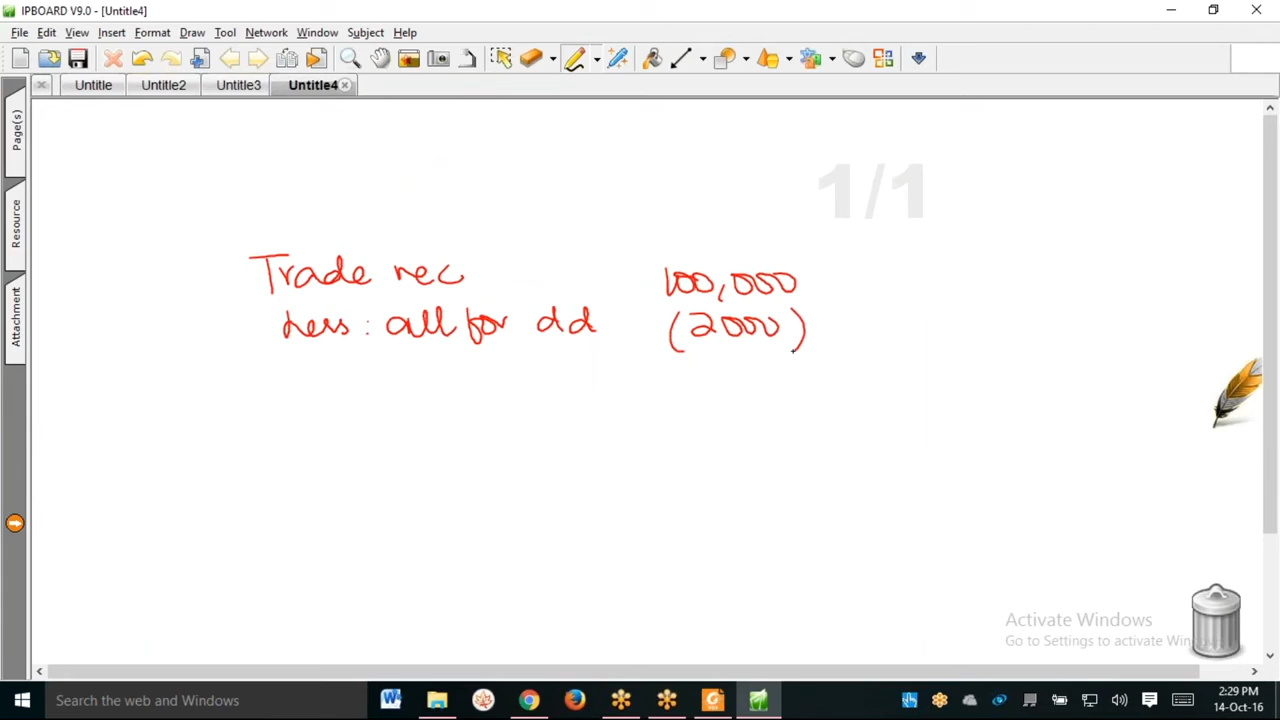 IPBOARD V9.0 - [Untitle4]
File Edit View Insert Format Draw Tool Network Window Subject Help
Untitle Untitle2 Untitle3 Untitle4
Page(s)
Resource
Attachment
1/1
Trade rec 100,000
Less: all for dd (2000)
Activate Windows
Go to Settings to activate Windows.
Search the web and Windows
2:29 PM
14-Oct-16